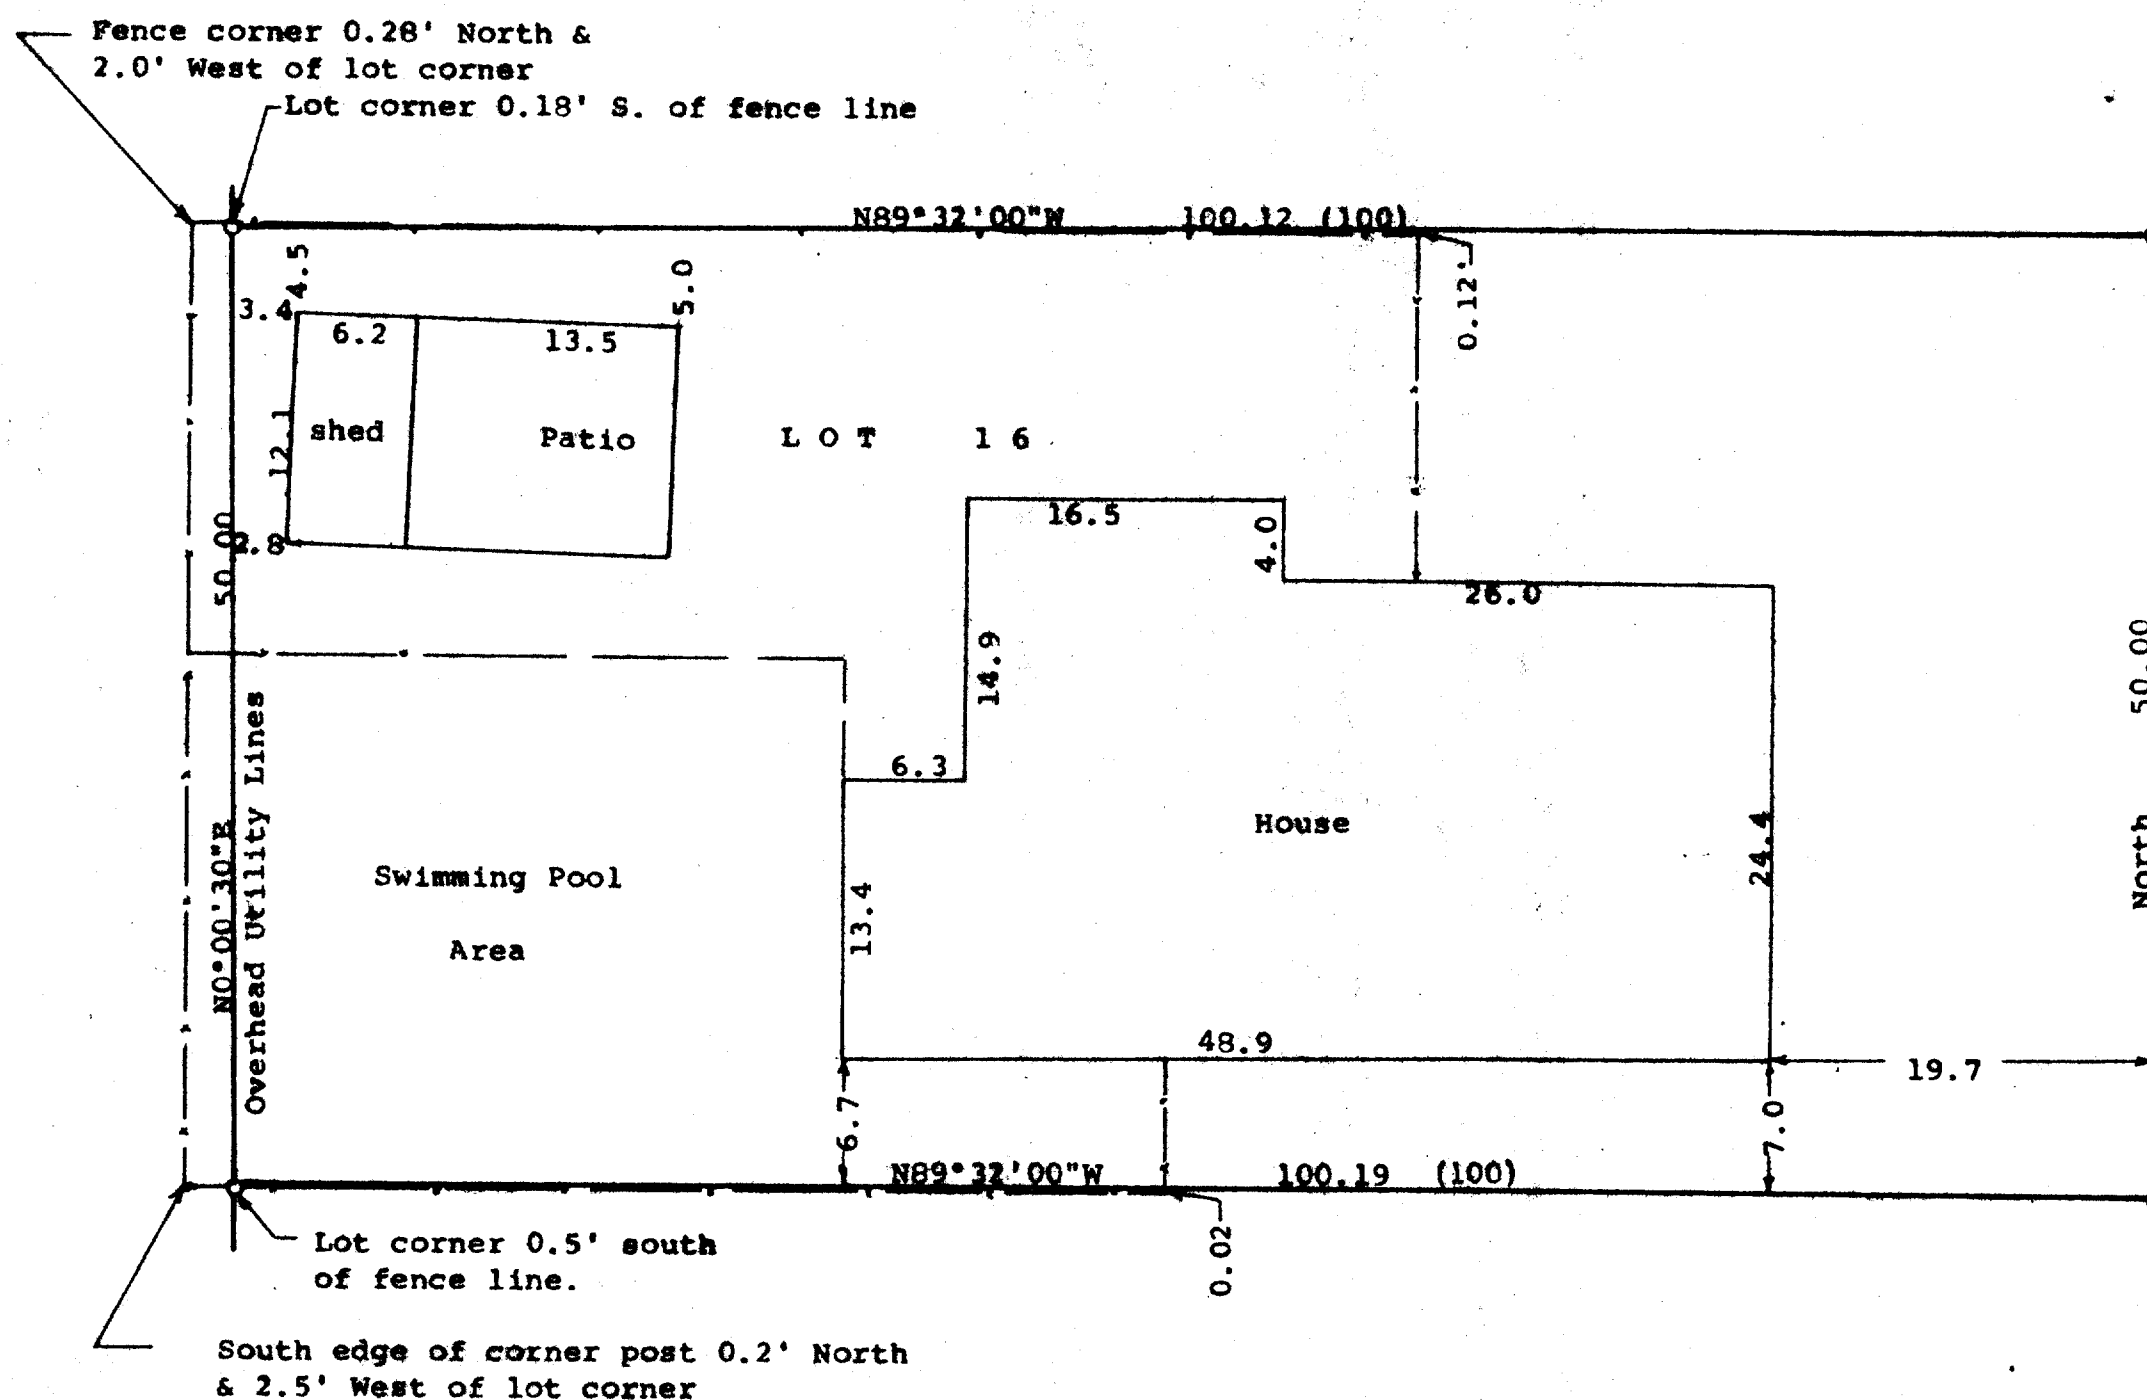 Fence corner 0.28' North &
2.0' West of lot corner
Lot corner 0.18' S. of fence line
N89°32'00"W 100.12 (100)
4.5
5.0
0.12'
3.4
6.2
13.5
12.1
shed
Patio
LOT 16
16.5
4.0
26.0
2.8
50.00
14.9
50.00
North
6.3
House
24.4
Overhead Utility Lines
N0°00'30"E
Swimming Pool
Area
13.4
48.9
19.7
6.7
7.0
N89°32'00"W 100.19 (100)
0.02
Lot corner 0.5' south
of fence line.
South edge of corner post 0.2' North
& 2.5' West of lot corner